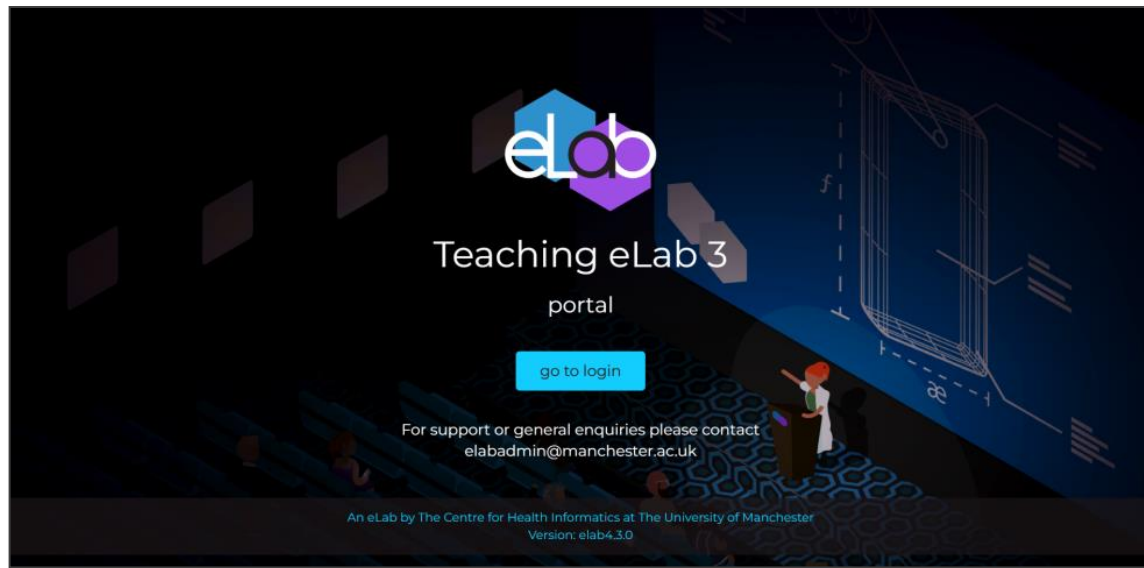 eLab
Teaching eLab 3
portal
go to login
For support or general enquiries please contact
elabadmin@manchester.ac.uk
An eLab by The Centre for Health Informatics at The University of Manchester
Version: elab4.3.0
f
æ